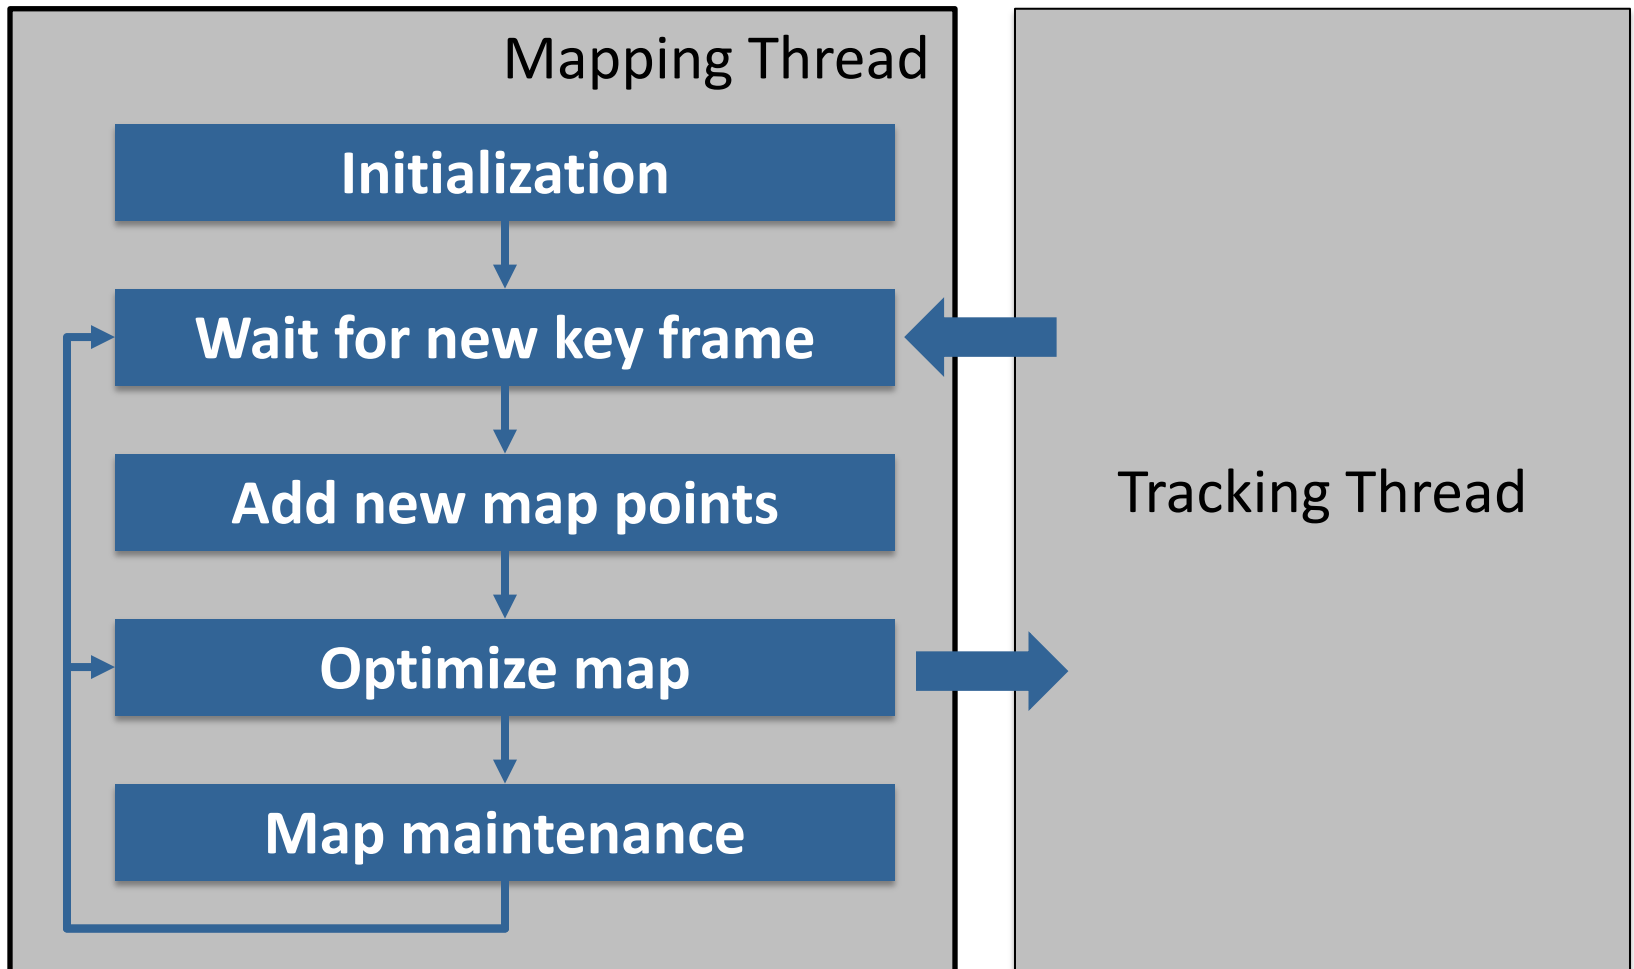 Mapping Thread
Initialization
Wait for new key frame
Add new map points
Optimize map
Map maintenance
Tracking Thread